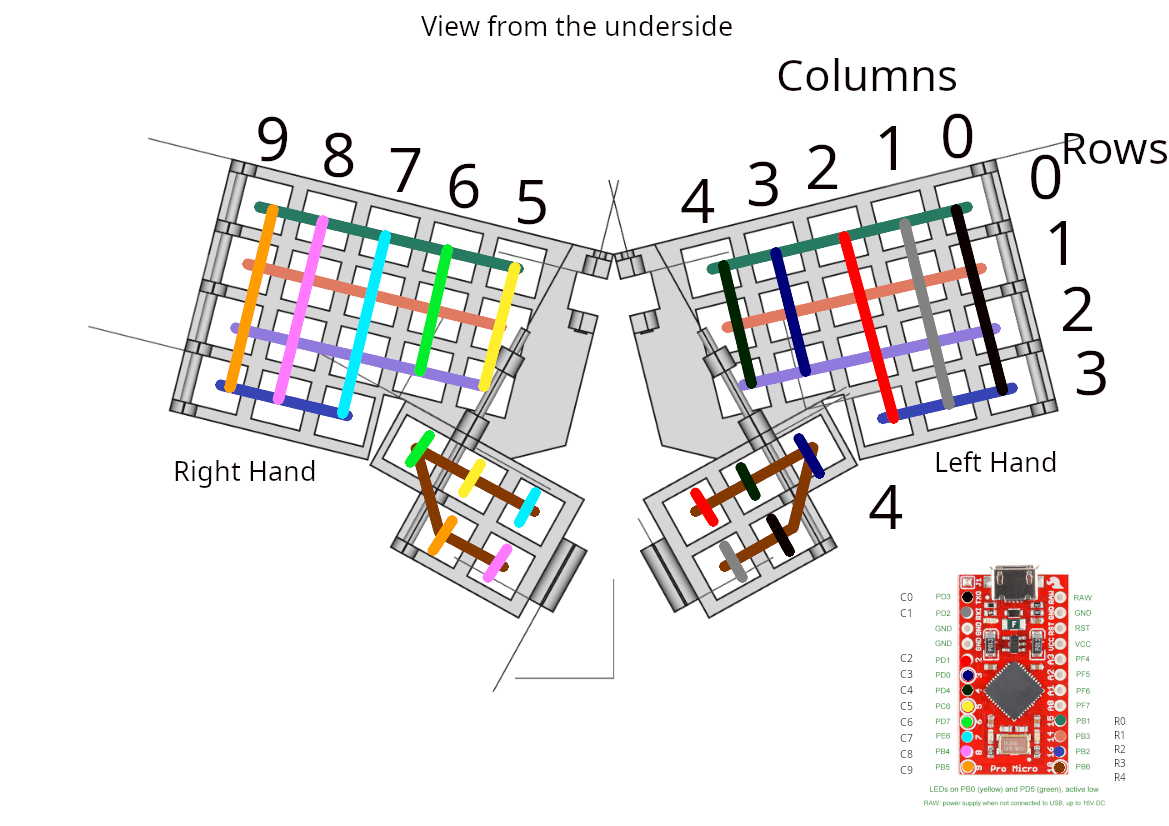 View from the underside
Columns
9 8 7 6 5 4 3 2 1 0
Rows
0
1
2
3
Right Hand
Left Hand
4
C0 PD3 RAW
C1 PD2 GND
GND RST
GND VCC
C2 PD1 PF4
C3 PD0 PF5
C4 PD4 PF6
C5 PC6 PF7
C6 PD7 PB1 R0
C7 PE6 PB3 R1
C8 PB4 PB2 R2
C9 PB5 PB6 R3
R4
Pro Micro
LEDs on PB0 (yellow) and PD5 (green), active low
RAW: power supply when not connected to USB, up to 16V DC